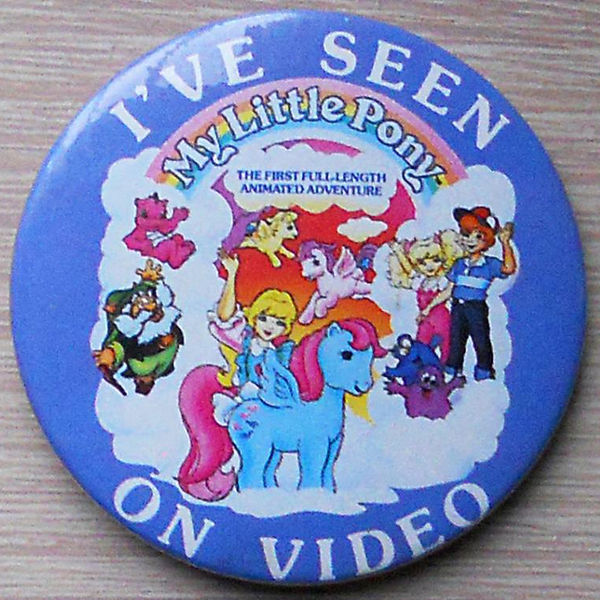 I'VE SEEN
My Little Pony
THE FIRST FULL-LENGTH
ANIMATED ADVENTURE
ON VIDEO